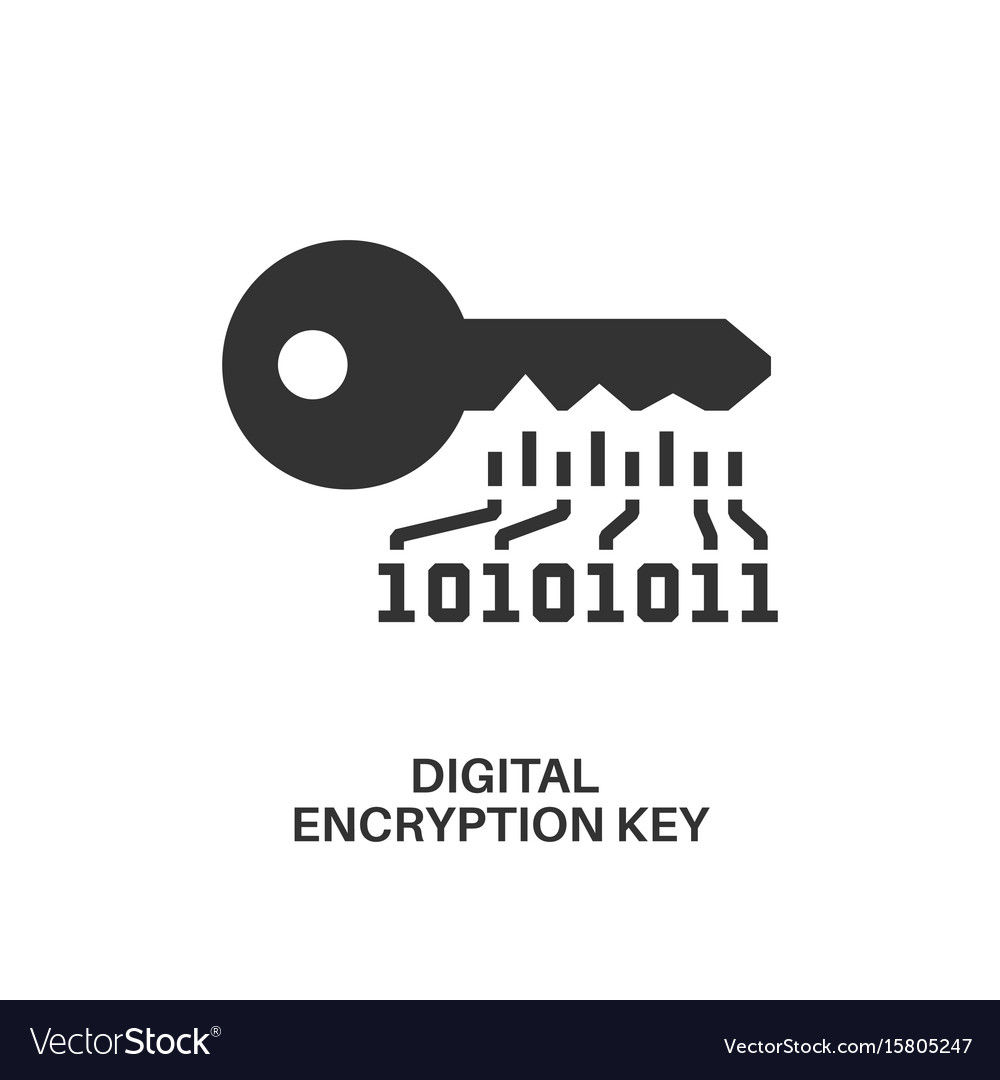 10101011
DIGITAL
ENCRYPTION KEY
VectorStock®
VectorStock.com/15805247